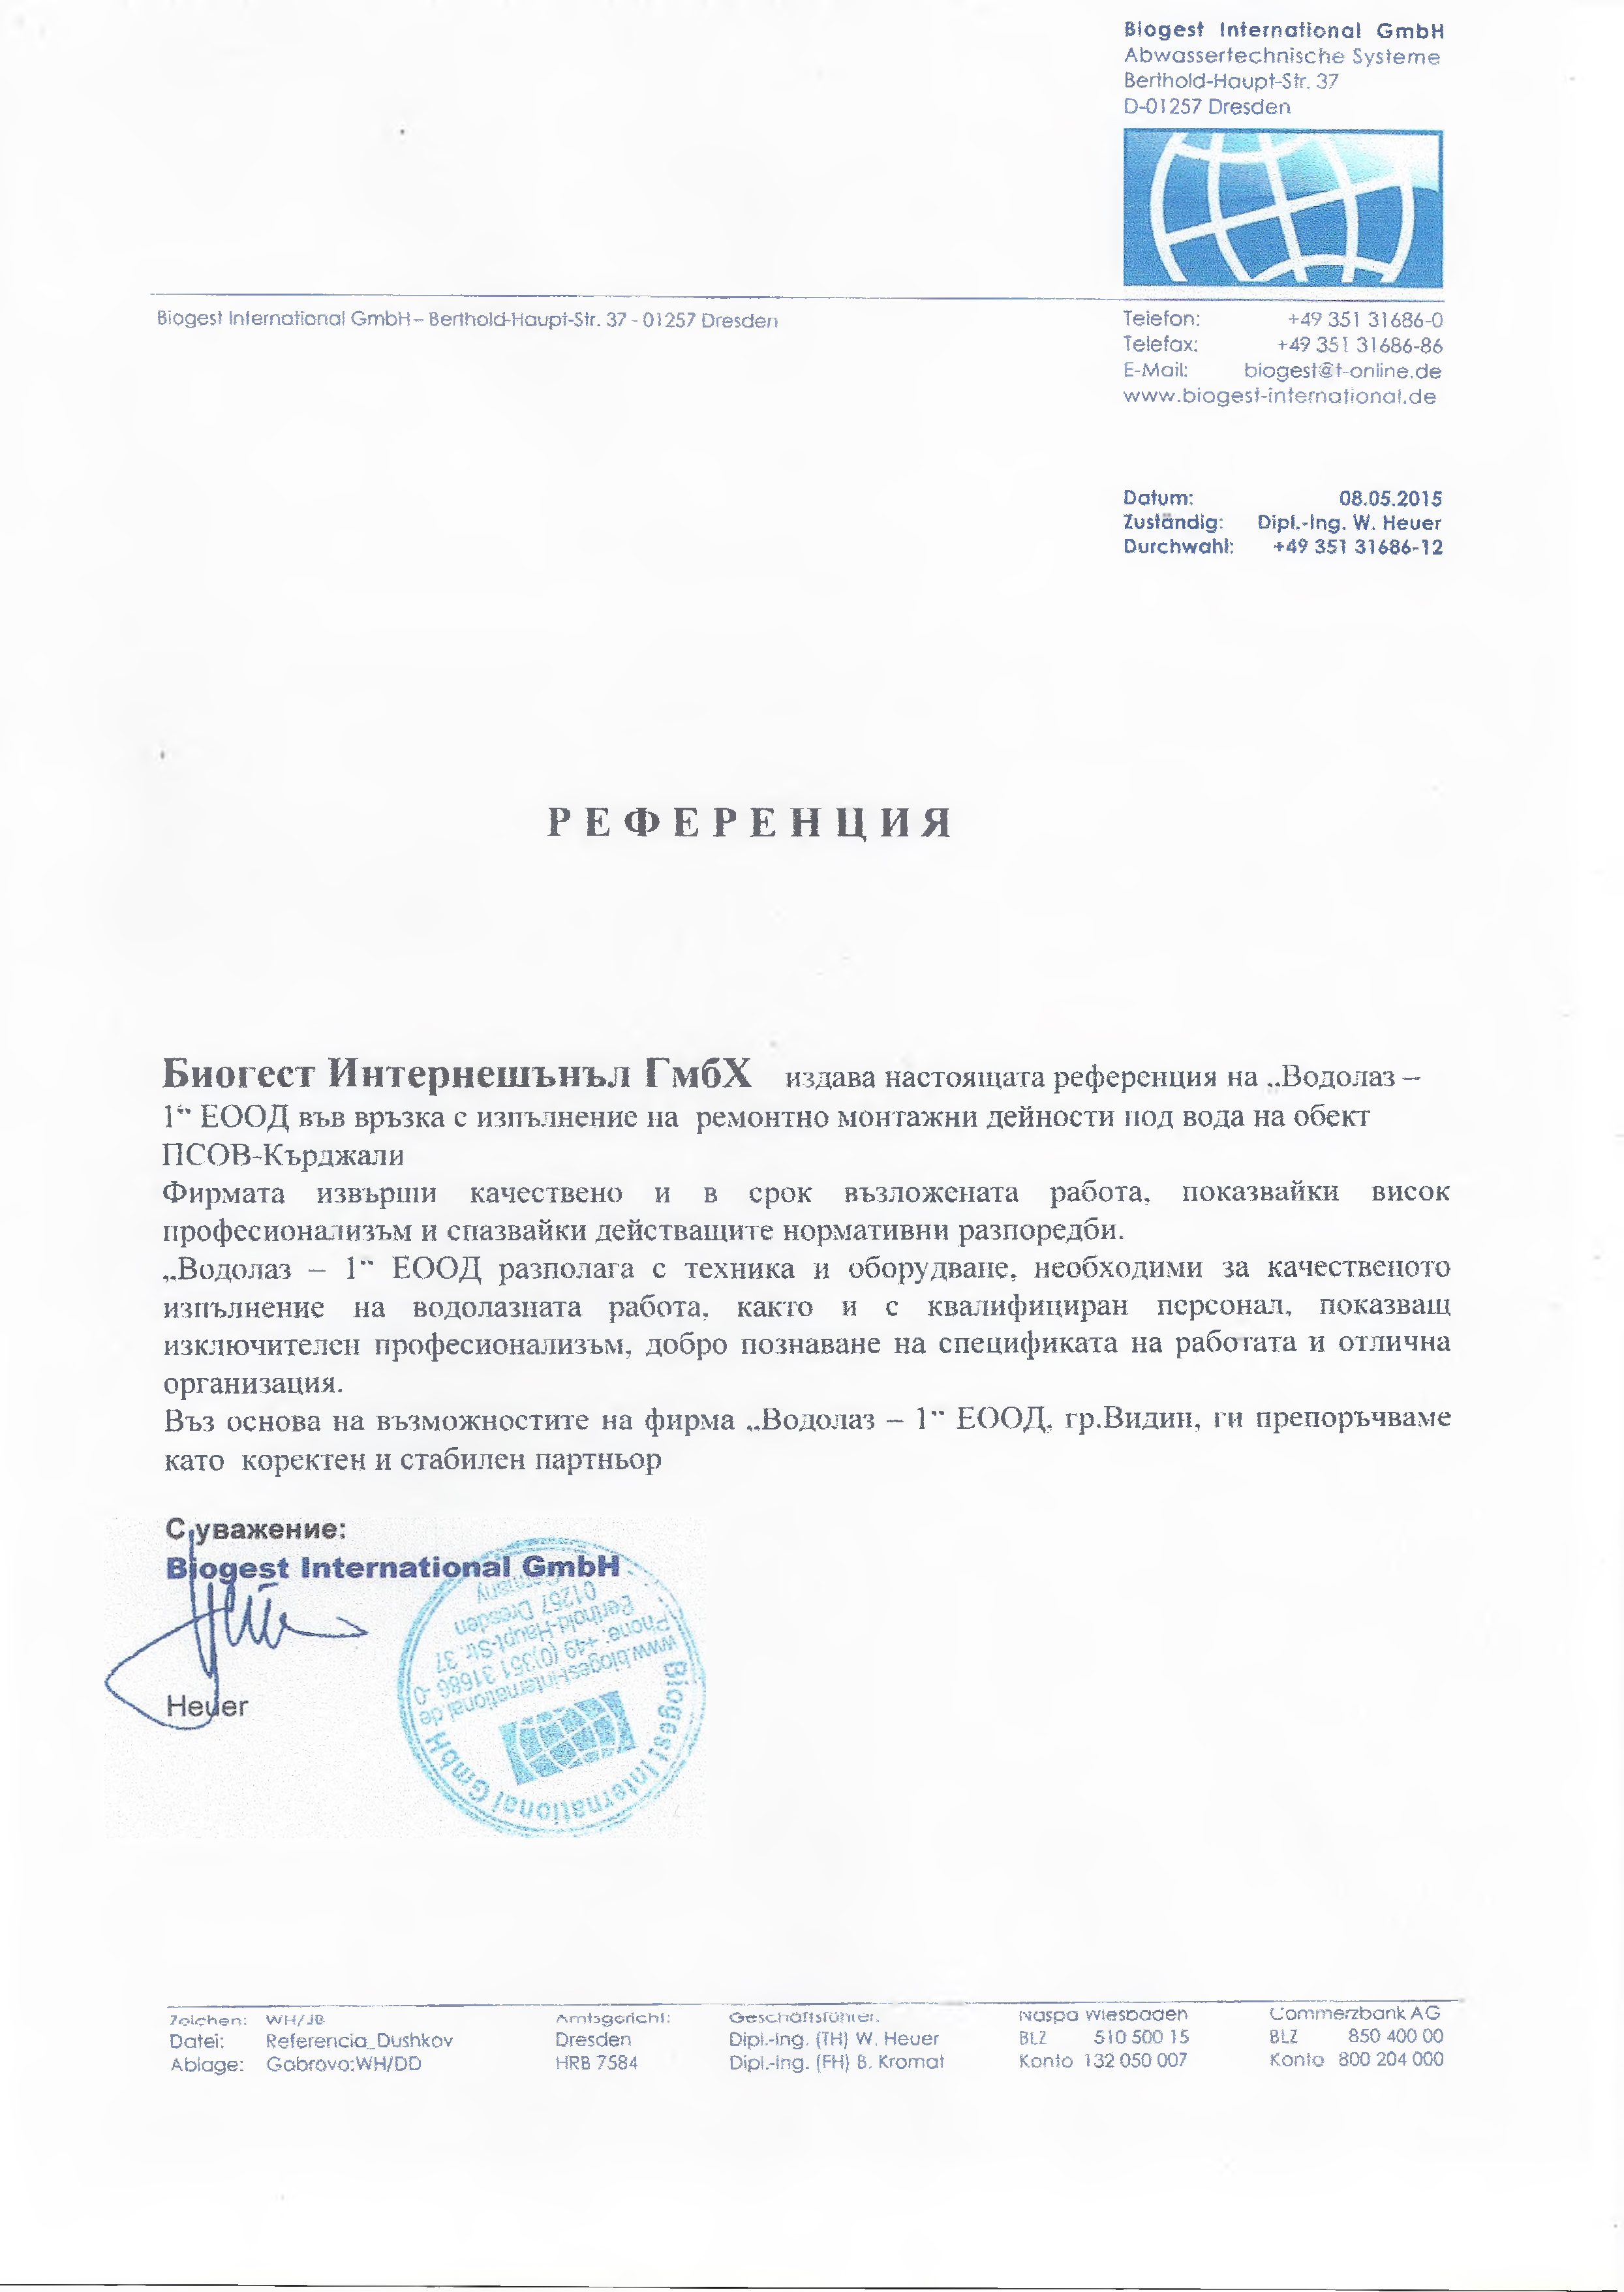 Biogest International GmbH
Abwassertechnische Systeme
Berthold-Haupt-Str. 37
D-01257 Dresden
Biogest International GmbH – Berthold-Haupt-Str. 37 - 01257 Dresden
Telefon: +49 351 31686-0
Telefax: +49 351 31686-86
E-Mail: biogest@t-online.de
www.biogest-international.de
Datum: 08.05.2015
Zuständig: Dipl.-Ing. W. Heuer
Durchwahl: +49 351 31686-12
РЕФЕРЕНЦИЯ
Биогест Интернешънъл ГмбХ издава настоящата референция на „Водолаз –
1“ ЕООД във връзка с изпълнение на ремонтно монтажни дейности под вода на обект
ПСОВ-Кърджали
Фирмата извърши качествено и в срок възложената работа, показвайки висок
професионализъм и спазвайки действащите нормативни разпоредби.
„Водолаз – 1“ ЕООД разполага с техника и оборудване, необходими за качественото
изпълнение на водолазната работа, както и с квалифициран персонал, показващ
изключителен професионализъм, добро познаване на спецификата на работата и отлична
организация.
Въз основа на възможностите на фирма „Водолаз – 1“ ЕООД, гр.Видин, ги препоръчваме
като коректен и стабилен партньор
С уважение:
Biogest International GmbH
Heuer
Biogest International GmbH
www.biogest-international.de
Phone: +49 (0)351 31686 -0
Berthold-Haupt-Str. 37
01257 Dresden
Germany
Zeichen: WH/JB Amtsgericht: Geschäftsführer: Naspa Wiesbaden Commerzbank AG
Datei: Referencia_Dushkov Dresden Dipl.-Ing. (TH) W. Heuer BLZ 510 500 15 BLZ 850 400 00
Ablage: Gabrovo;WH/DD HRB 7584 Dipl.-Ing. (FH) B. Kromat Konto 132 050 007 Konto 800 204 000